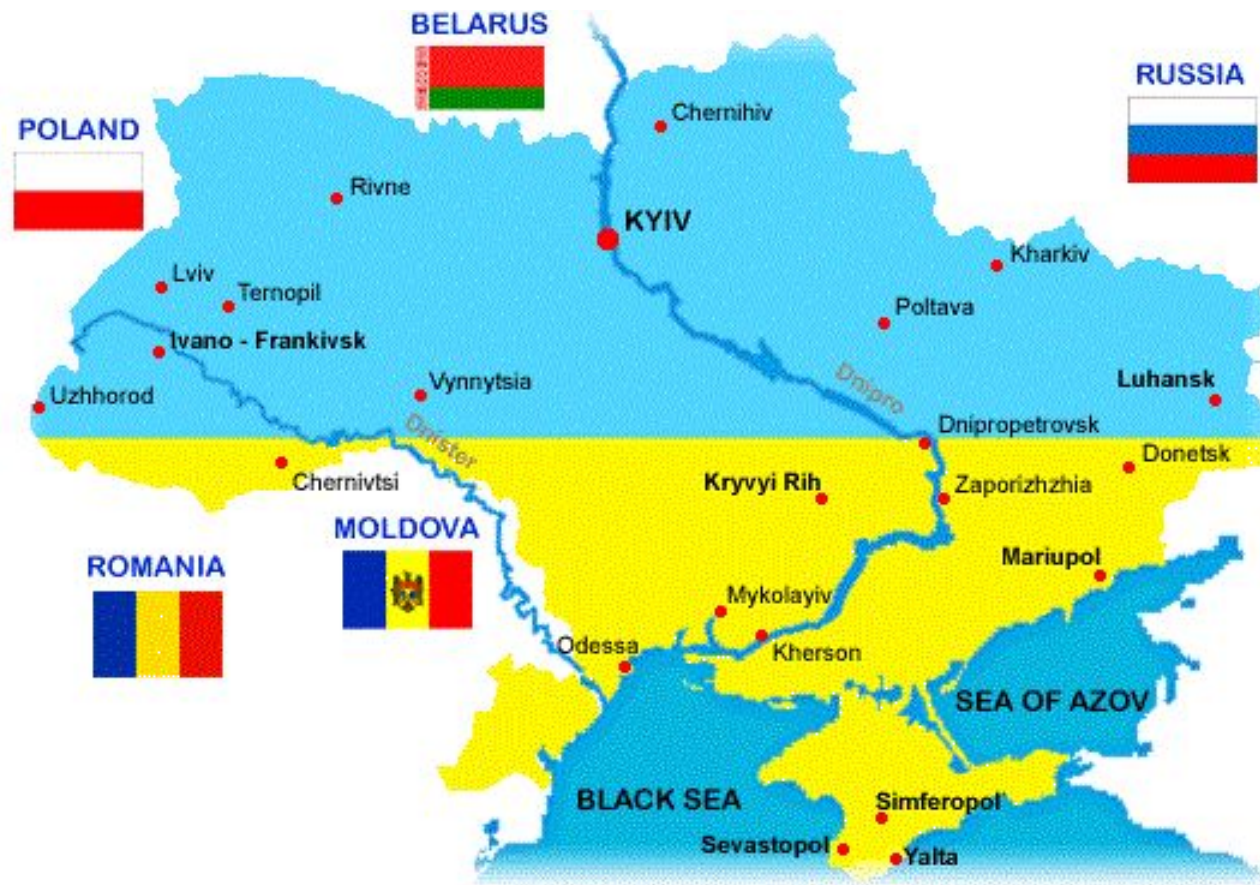 BELARUS
RUSSIA
POLAND
Chernihiv
Rivne
KYIV
Kharkiv
Lviv
Ternopil
Poltava
Ivano - Frankivsk
Dnipro
Luhansk
Uzhhorod
Vynnytsia
Dnister
Dnipropetrovsk
Donetsk
Chernivtsi
Kryvyi Rih
Zaporizhzhia
MOLDOVA
ROMANIA
Mariupol
Mykolayiv
Odessa
Kherson
SEA OF AZOV
BLACK SEA
Simferopol
Sevastopol
Yalta